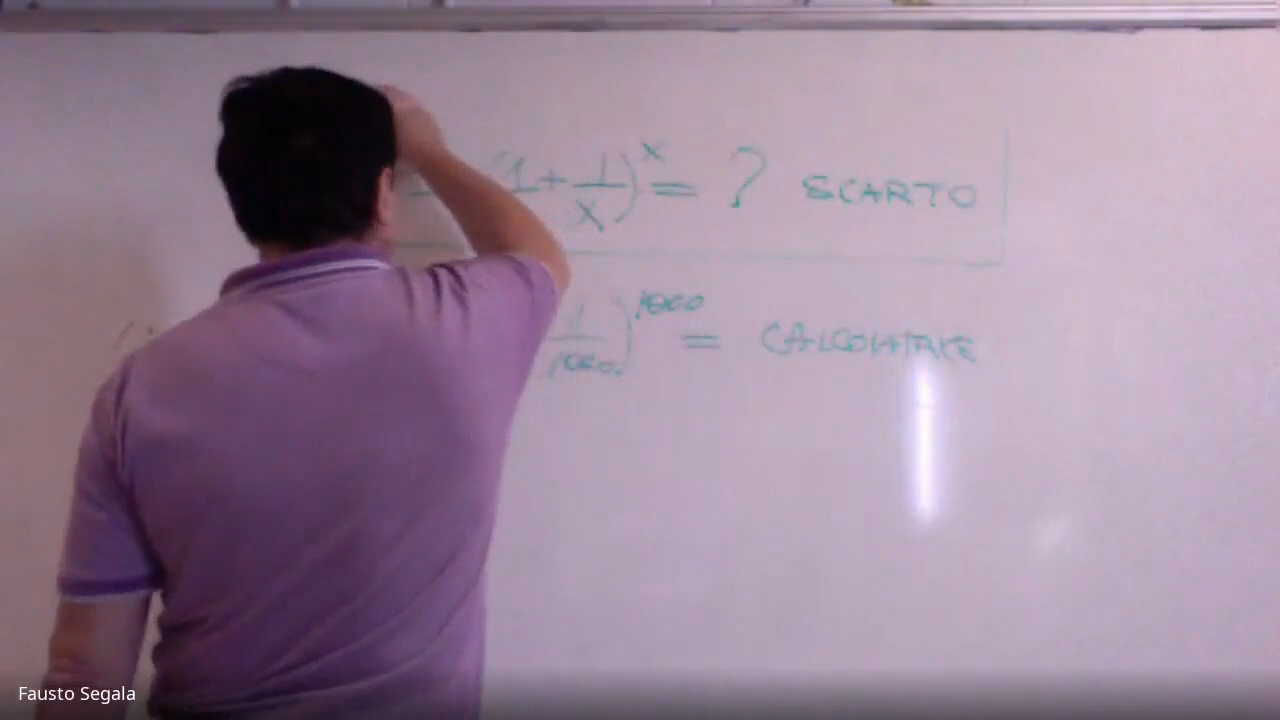 (1+1/x)^x = ? SCARTO
1/1000)^1000 = CALCOLATRICE
Fausto Segala